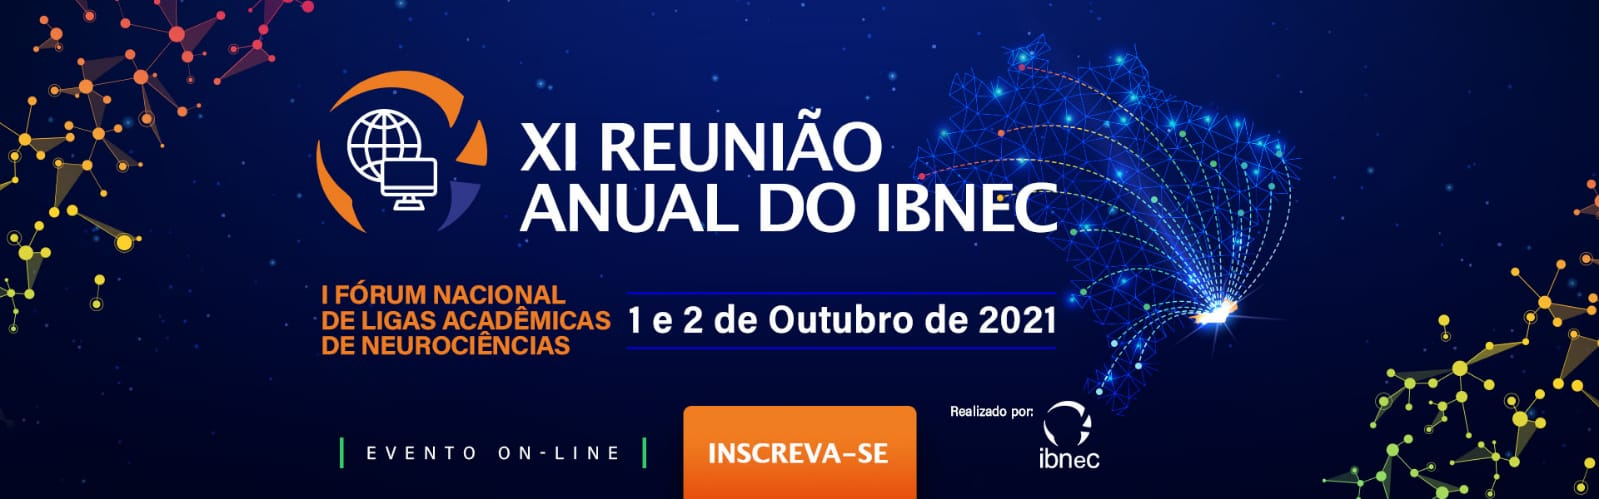 XI REUNIÃO
ANUAL DO IBNEC
I FÓRUM NACIONAL
DE LIGAS ACADÊMICAS
DE NEUROCIÊNCIAS
1 e 2 de Outubro de 2021
EVENTO ON-LINE
INSCREVA-SE
Realizado por:
ibnec